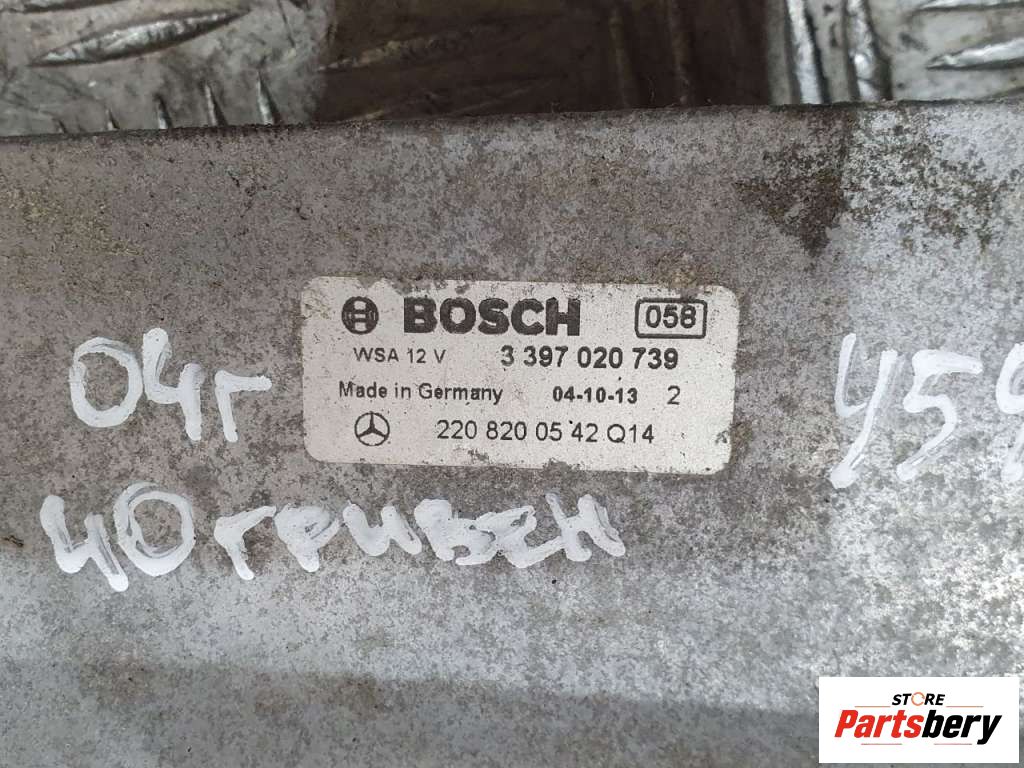 BOSCH 058
WSA 12 V 3 397 020 739
Made in Germany 04-10-13 2
220 820 05 42 Q14
04г
40 гривен
STORE
Partsbery